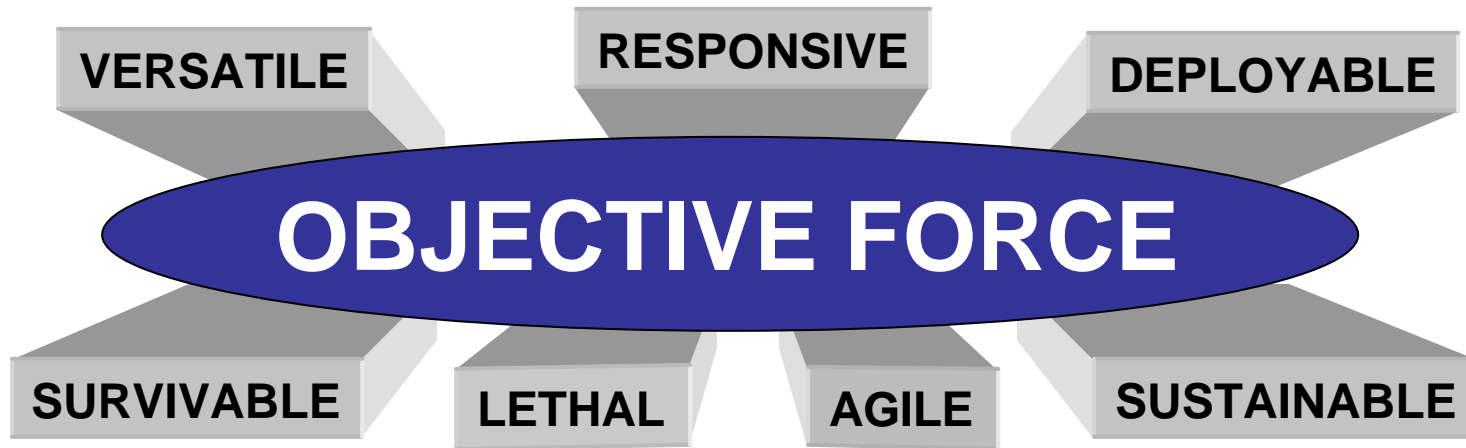 VERSATILE
RESPONSIVE
DEPLOYABLE
OBJECTIVE FORCE
SURVIVABLE
LETHAL
AGILE
SUSTAINABLE